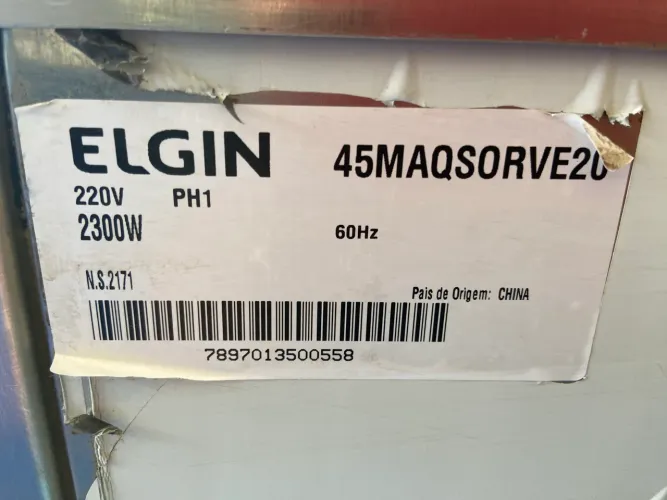 ELGIN 45MAQSORVE20
220V PH1
2300W 60Hz
N.S.2171
Pais de Origem: CHINA
7897013500558